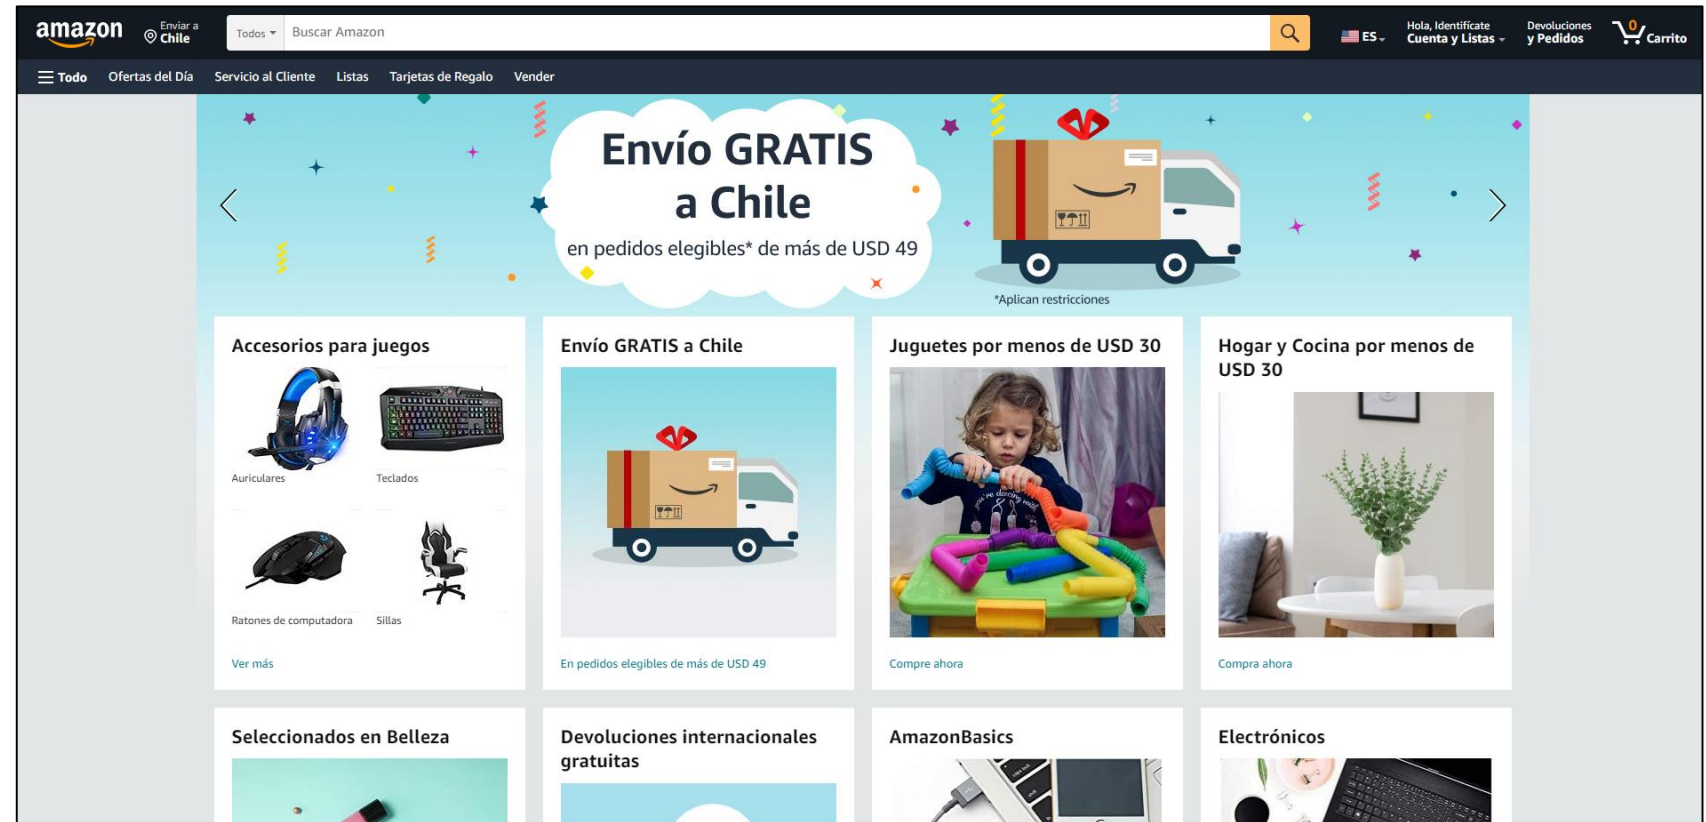 amazon
Enviar a
Chile
Todos
Buscar Amazon
ES
Hola, Identifícate
Cuenta y Listas
Devoluciones
y Pedidos
0
Carrito
Todo
Ofertas del Día
Servicio al Cliente
Listas
Tarjetas de Regalo
Vender
Envío GRATIS
a Chile
en pedidos elegibles* de más de USD 49
*Aplican restricciones
Accesorios para juegos
Auriculares
Teclados
Ratones de computadora
Sillas
Ver más
Envío GRATIS a Chile
En pedidos elegibles de más de USD 49
Juguetes por menos de USD 30
Compre ahora
Hogar y Cocina por menos de
USD 30
Compra ahora
Seleccionados en Belleza
Devoluciones internacionales
gratuitas
AmazonBasics
Electrónicos